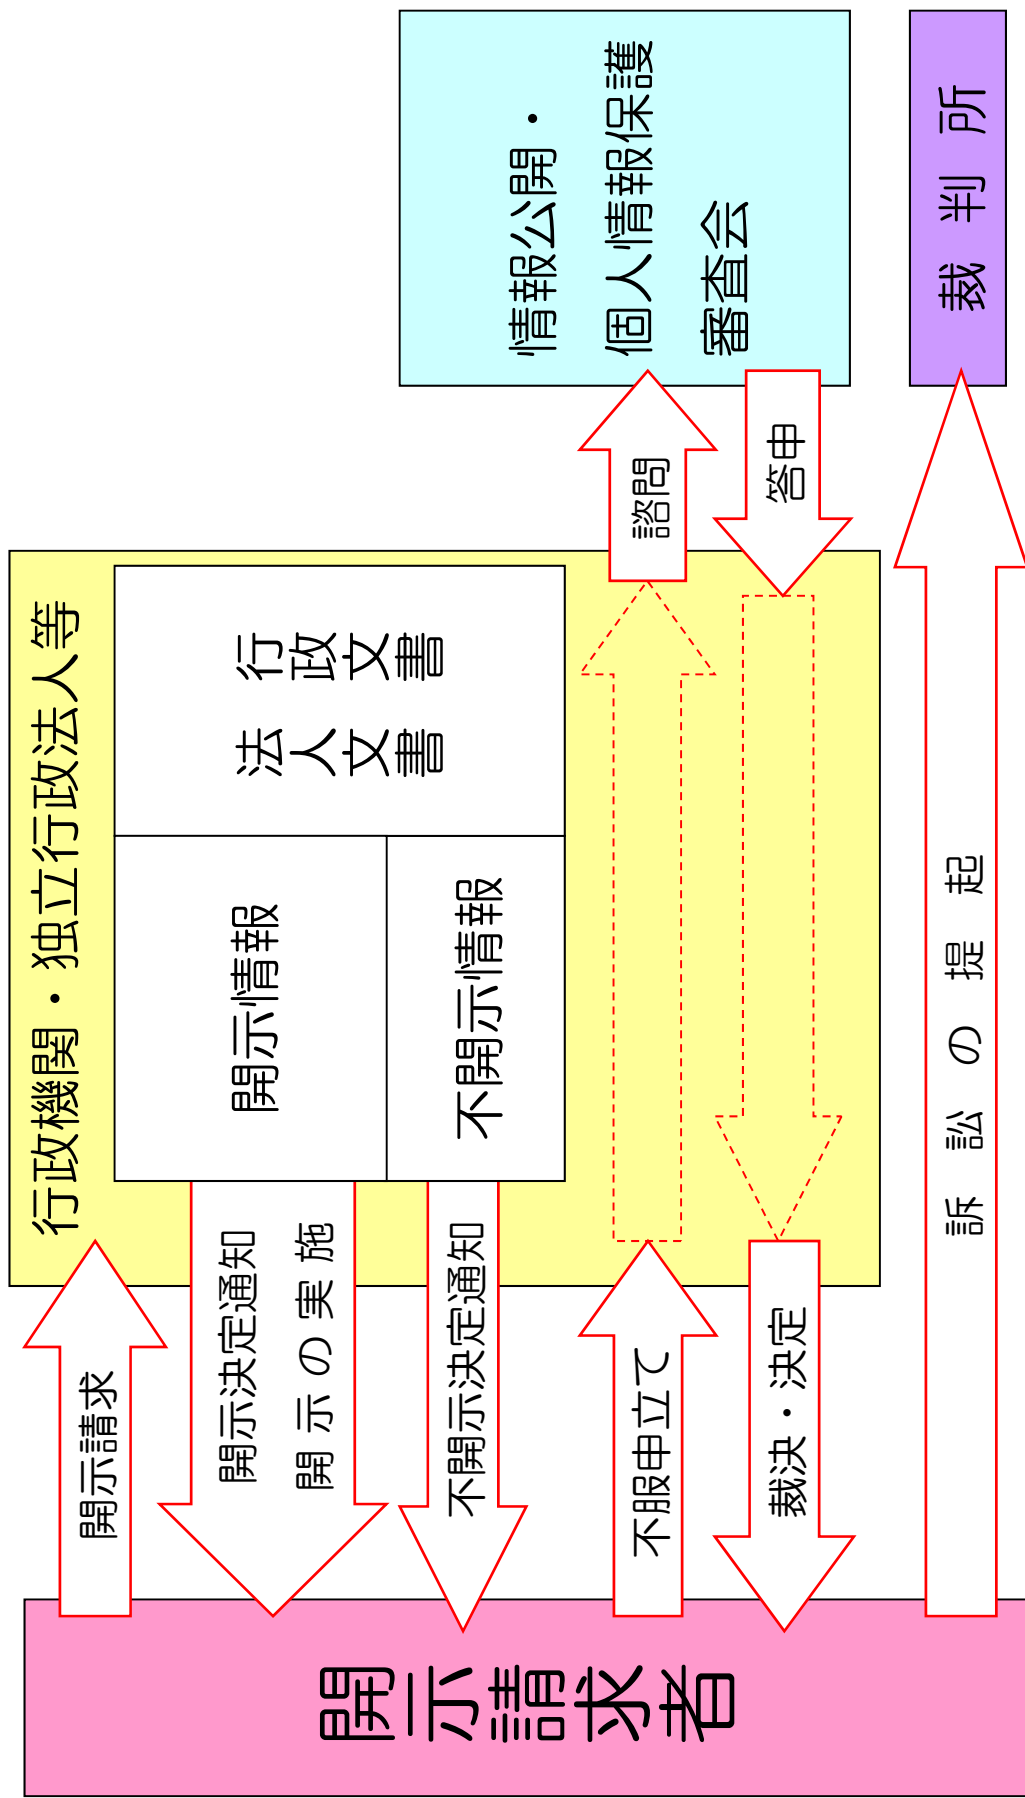 開示請求者
開示請求
開示決定通知
開示の実施
不開示決定通知
不服申立て
裁決・決定
訴訟の提起
行政機関・独立行政法人等
開示情報
不開示情報
行政文書
法人文書
諮問
答申
情報公開・
個人情報保護
審査会
裁判所